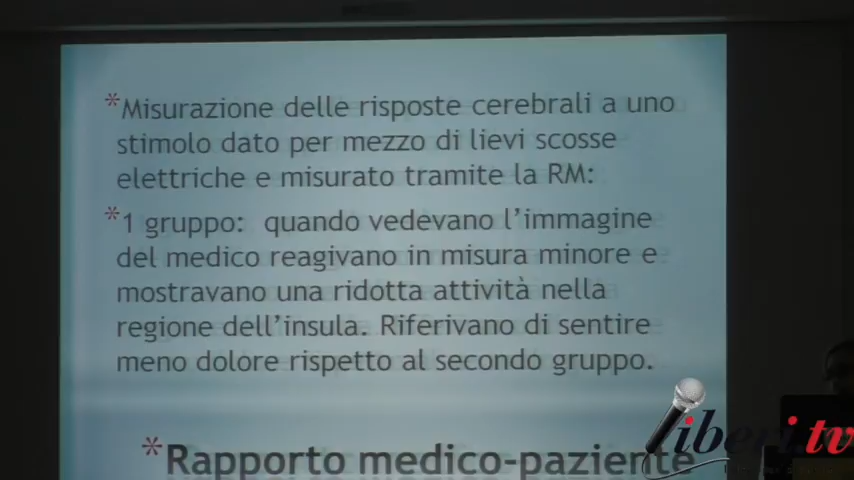 *Misurazione delle risposte cerebrali a uno
stimolo dato per mezzo di lievi scosse
elettriche e misurato tramite la RM:
*1 gruppo: quando vedevano l'immagine
del medico reagivano in misura minore e
mostravano una ridotta attività nella
regione dell'insula. Riferivano di sentire
meno dolore rispetto al secondo gruppo.
*Rapporto medico-paziente
liberi.tv